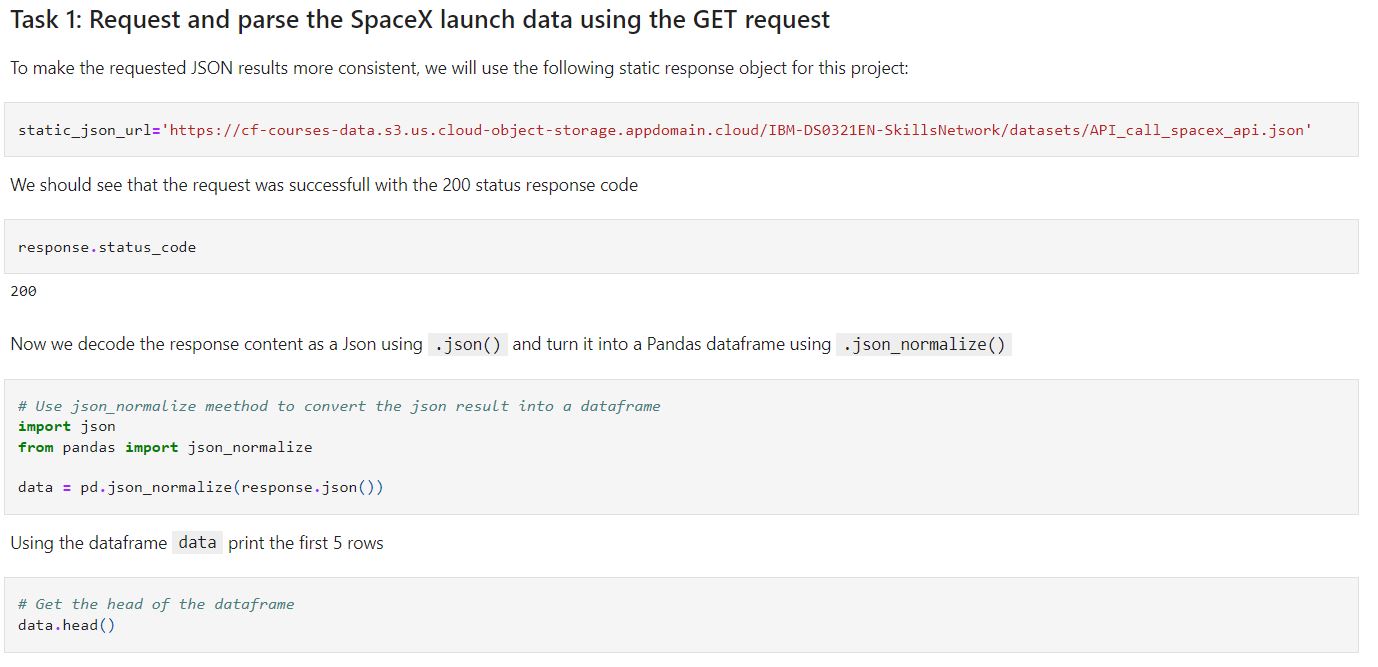 Task 1: Request and parse the SpaceX launch data using the GET request
To make the requested JSON results more consistent, we will use the following static response object for this project:
static_json_url='https://cf-courses-data.s3.us.cloud-object-storage.appdomain.cloud/IBM-DS0321EN-SkillsNetwork/datasets/API_call_spacex_api.json'
We should see that the request was successfull with the 200 status response code
response.status_code
200
Now we decode the response content as a Json using .json() and turn it into a Pandas dataframe using .json_normalize()
# Use json_normalize meethod to convert the json result into a dataframe
import json
from pandas import json_normalize
data = pd.json_normalize(response.json())
Using the dataframe data print the first 5 rows
# Get the head of the dataframe
data.head()